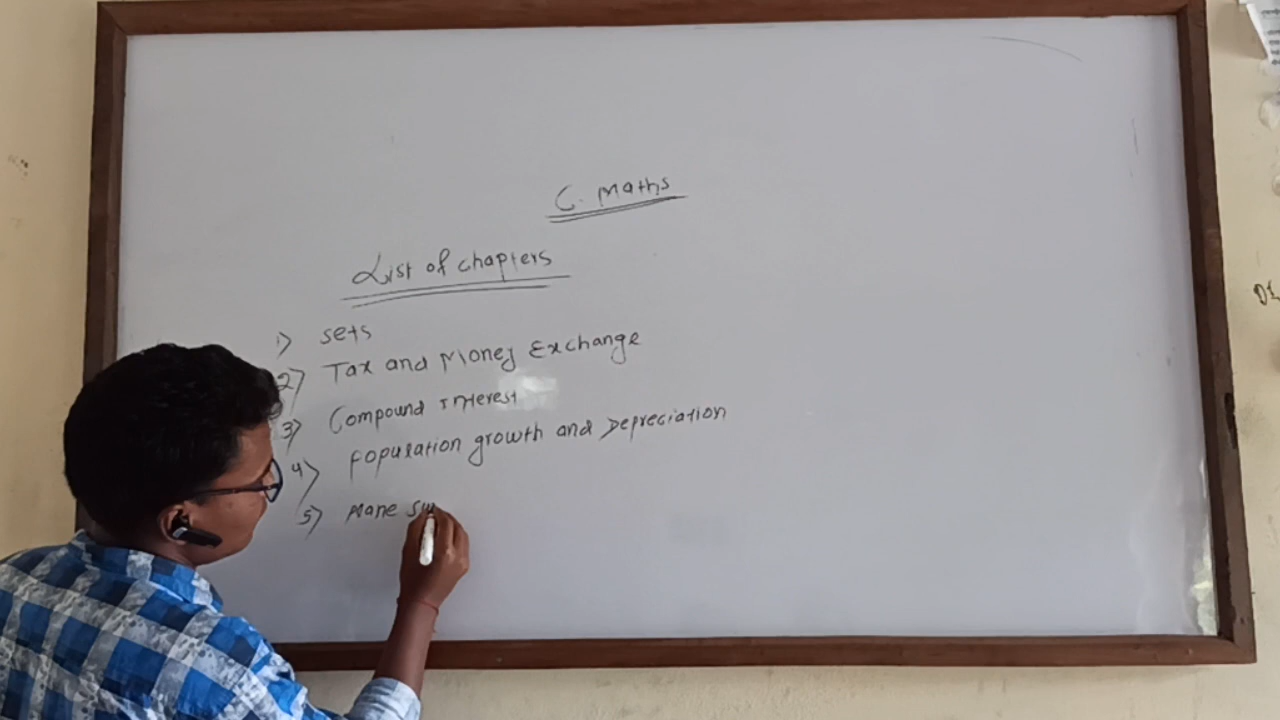 C. Maths
List of chapters
1) Sets
2) Tax and Money Exchange
3) Compound Interest
4) Population growth and Depreciation
5) Plane Su